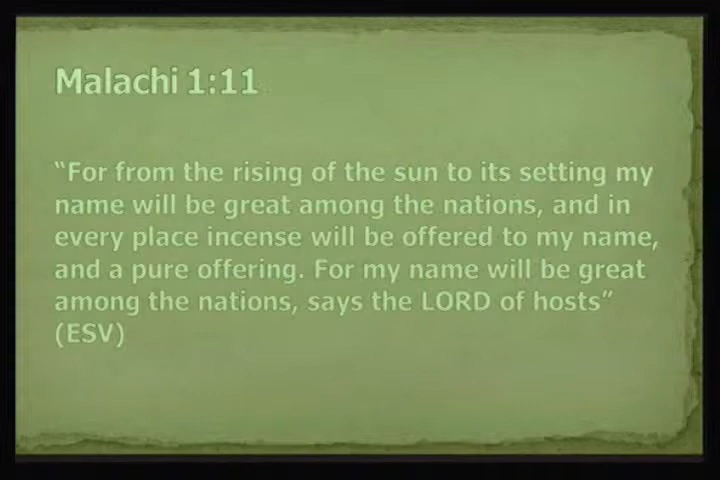 Malachi 1:11
“For from the rising of the sun to its setting my
name will be great among the nations, and in
every place incense will be offered to my name,
and a pure offering. For my name will be great
among the nations, says the LORD of hosts”
(ESV)